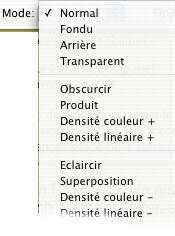 Mode: ✓ Normal
Fondu
Arrière
Transparent
Obscurcir
Produit
Densité couleur +
Densité linéaire +
Eclaircir
Superposition
Densité couleur -
Densité linéaire -